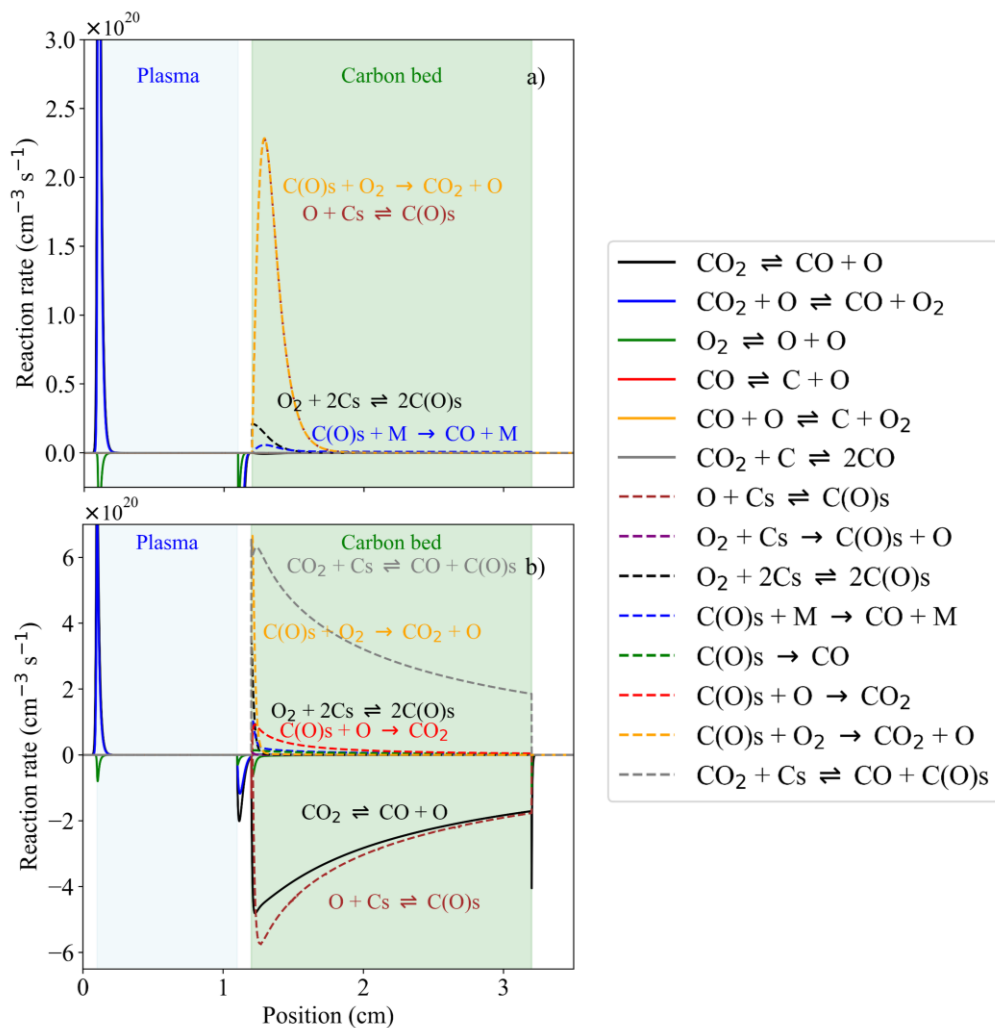 ×10²⁰
3.0
2.5
2.0
1.5
1.0
0.5
0.0
Reaction rate (cm⁻³ s⁻¹)
Plasma
Carbon bed
a)
C(O)s + O₂ → CO₂ + O
O + Cs ⇌ C(O)s
O₂ + 2Cs ⇌ 2C(O)s
C(O)s + M → CO + M
×10²⁰
6
4
2
0
−2
−4
−6
Reaction rate (cm⁻³ s⁻¹)
Plasma
Carbon bed
CO₂ + Cs ⇌ CO + C(O)s
b)
C(O)s + O₂ → CO₂ + O
O₂ + 2Cs ⇌ 2C(O)s
C(O)s + O → CO₂
CO₂ ⇌ CO + O
O + Cs ⇌ C(O)s
0 1 2 3
Position (cm)
CO₂ ⇌ CO + O
CO₂ + O ⇌ CO + O₂
O₂ ⇌ O + O
CO ⇌ C + O
CO + O ⇌ C + O₂
CO₂ + C ⇌ 2CO
O + Cs ⇌ C(O)s
O₂ + Cs → C(O)s + O
O₂ + 2Cs ⇌ 2C(O)s
C(O)s + M → CO + M
C(O)s → CO
C(O)s + O → CO₂
C(O)s + O₂ → CO₂ + O
CO₂ + Cs ⇌ CO + C(O)s